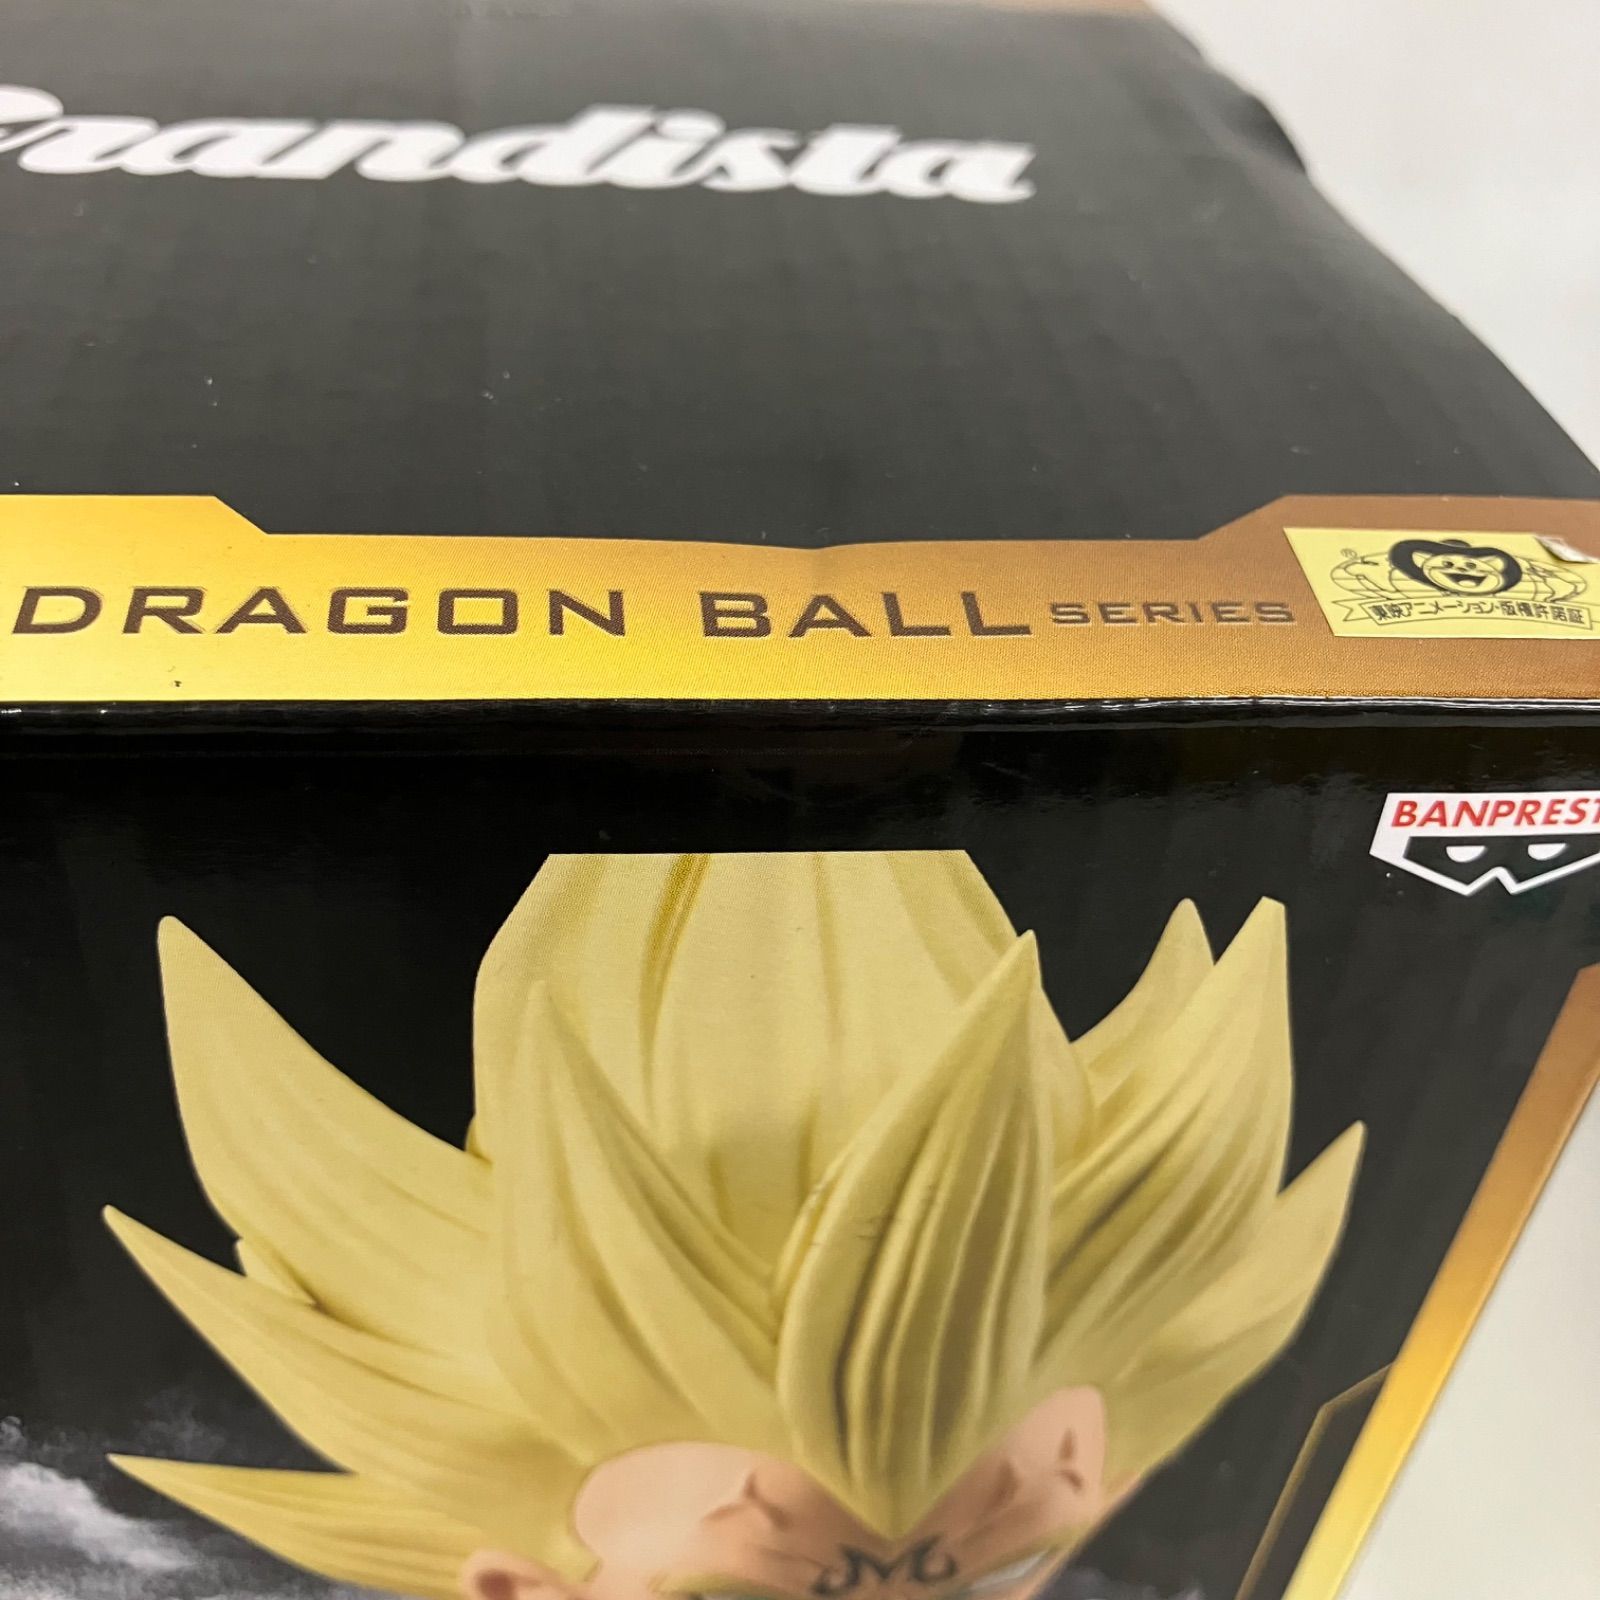 Grandista
DRAGON BALL SERIES
®
東映アニメーション・版権許諾証
BANPREST
M